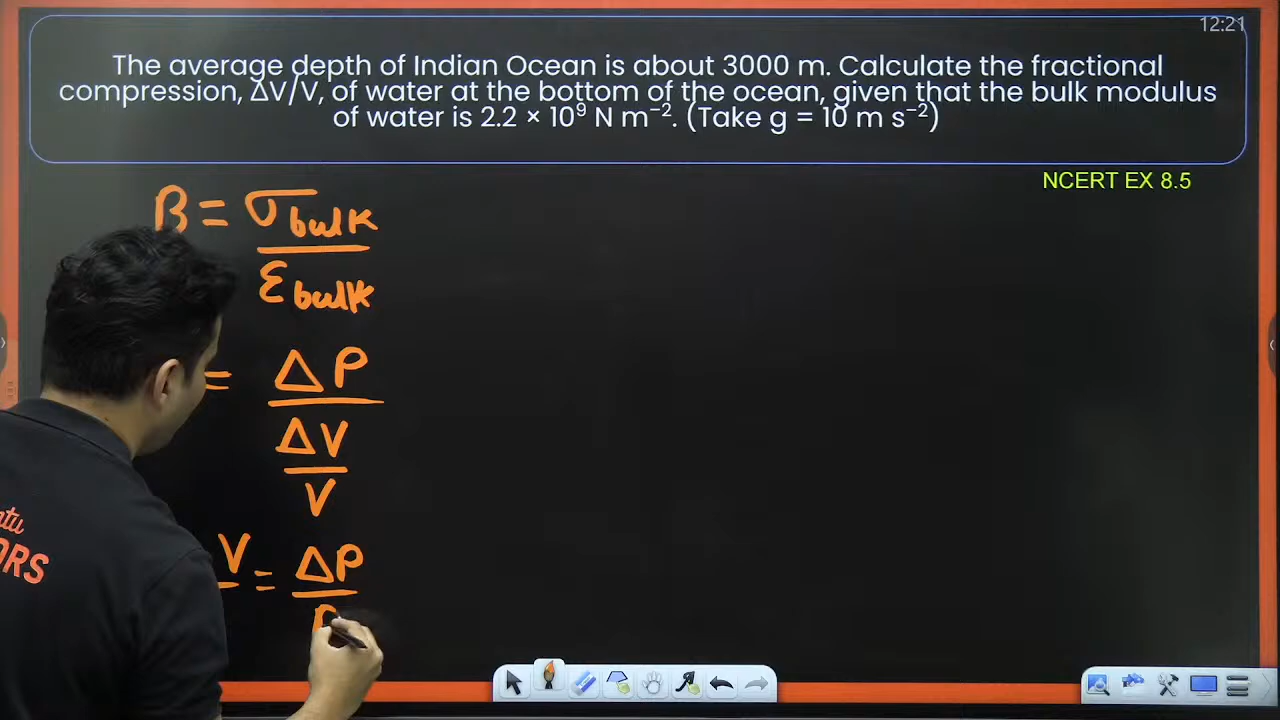 12:21
The average depth of Indian Ocean is about 3000 m. Calculate the fractional
compression, ΔV/V, of water at the bottom of the ocean, given that the bulk modulus
of water is 2.2 × 10⁹ N m⁻². (Take g = 10 m s⁻²)
NCERT EX 8.5
B = σbulk
εbulk
= ΔP
ΔV
V
V = ΔP